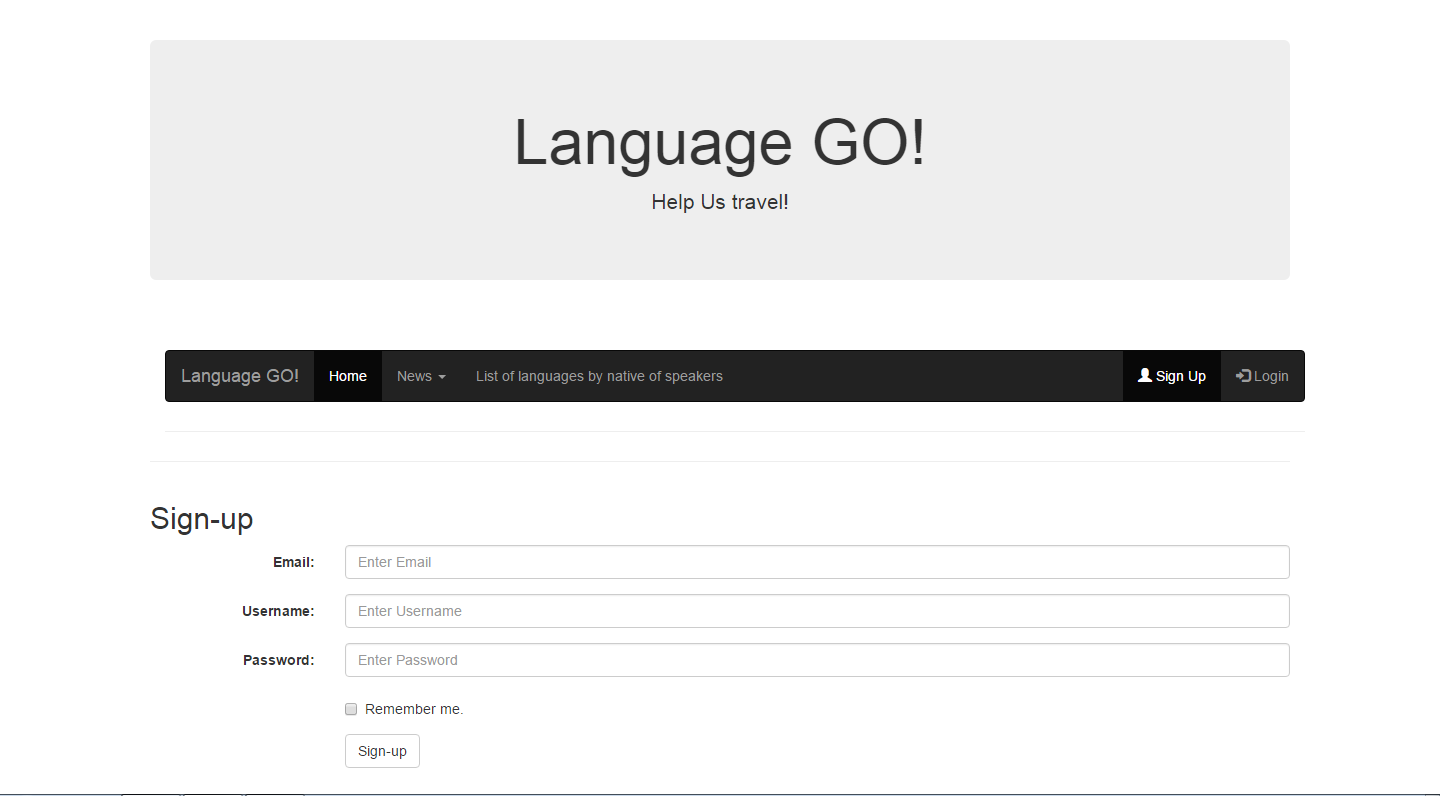 Language GO!
Help Us travel!
Language GO! Home News List of languages by native of speakers Sign Up Login
Sign-up
Email: Enter Email
Username: Enter Username
Password: Enter Password
Remember me.
Sign-up